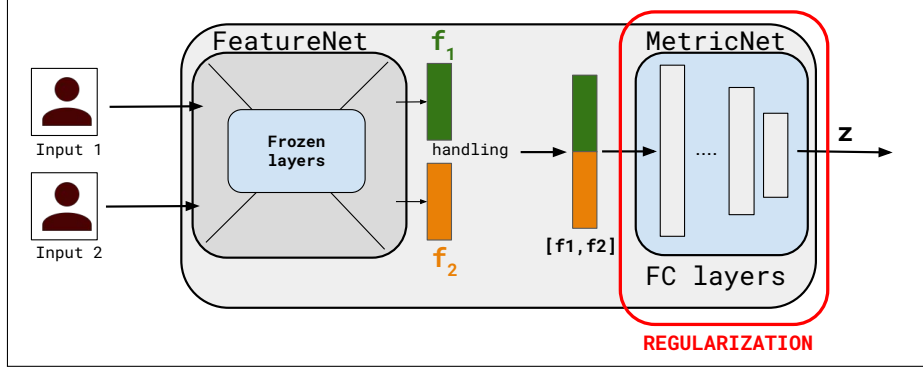 FeatureNet
MetricNet
f1
Input 1
Frozen
layers
handling
....
z
Input 2
f2
[f1,f2]
FC layers
REGULARIZATION